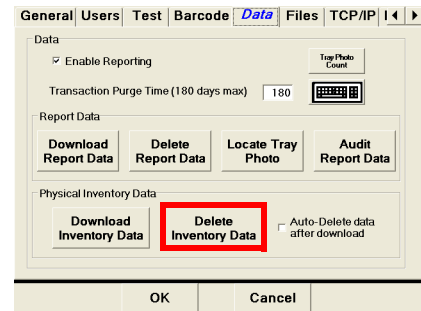 General Users Test Barcode Data Files TCP/IP
Data
Enable Reporting
Tray Photo
Count
Transaction Purge Time (180 days max) 180
Report Data
Download
Report Data
Delete
Report Data
Locate Tray
Photo
Audit
Report Data
Physical Inventory Data
Download
Inventory Data
Delete
Inventory Data
Auto-Delete data
after download
OK Cancel